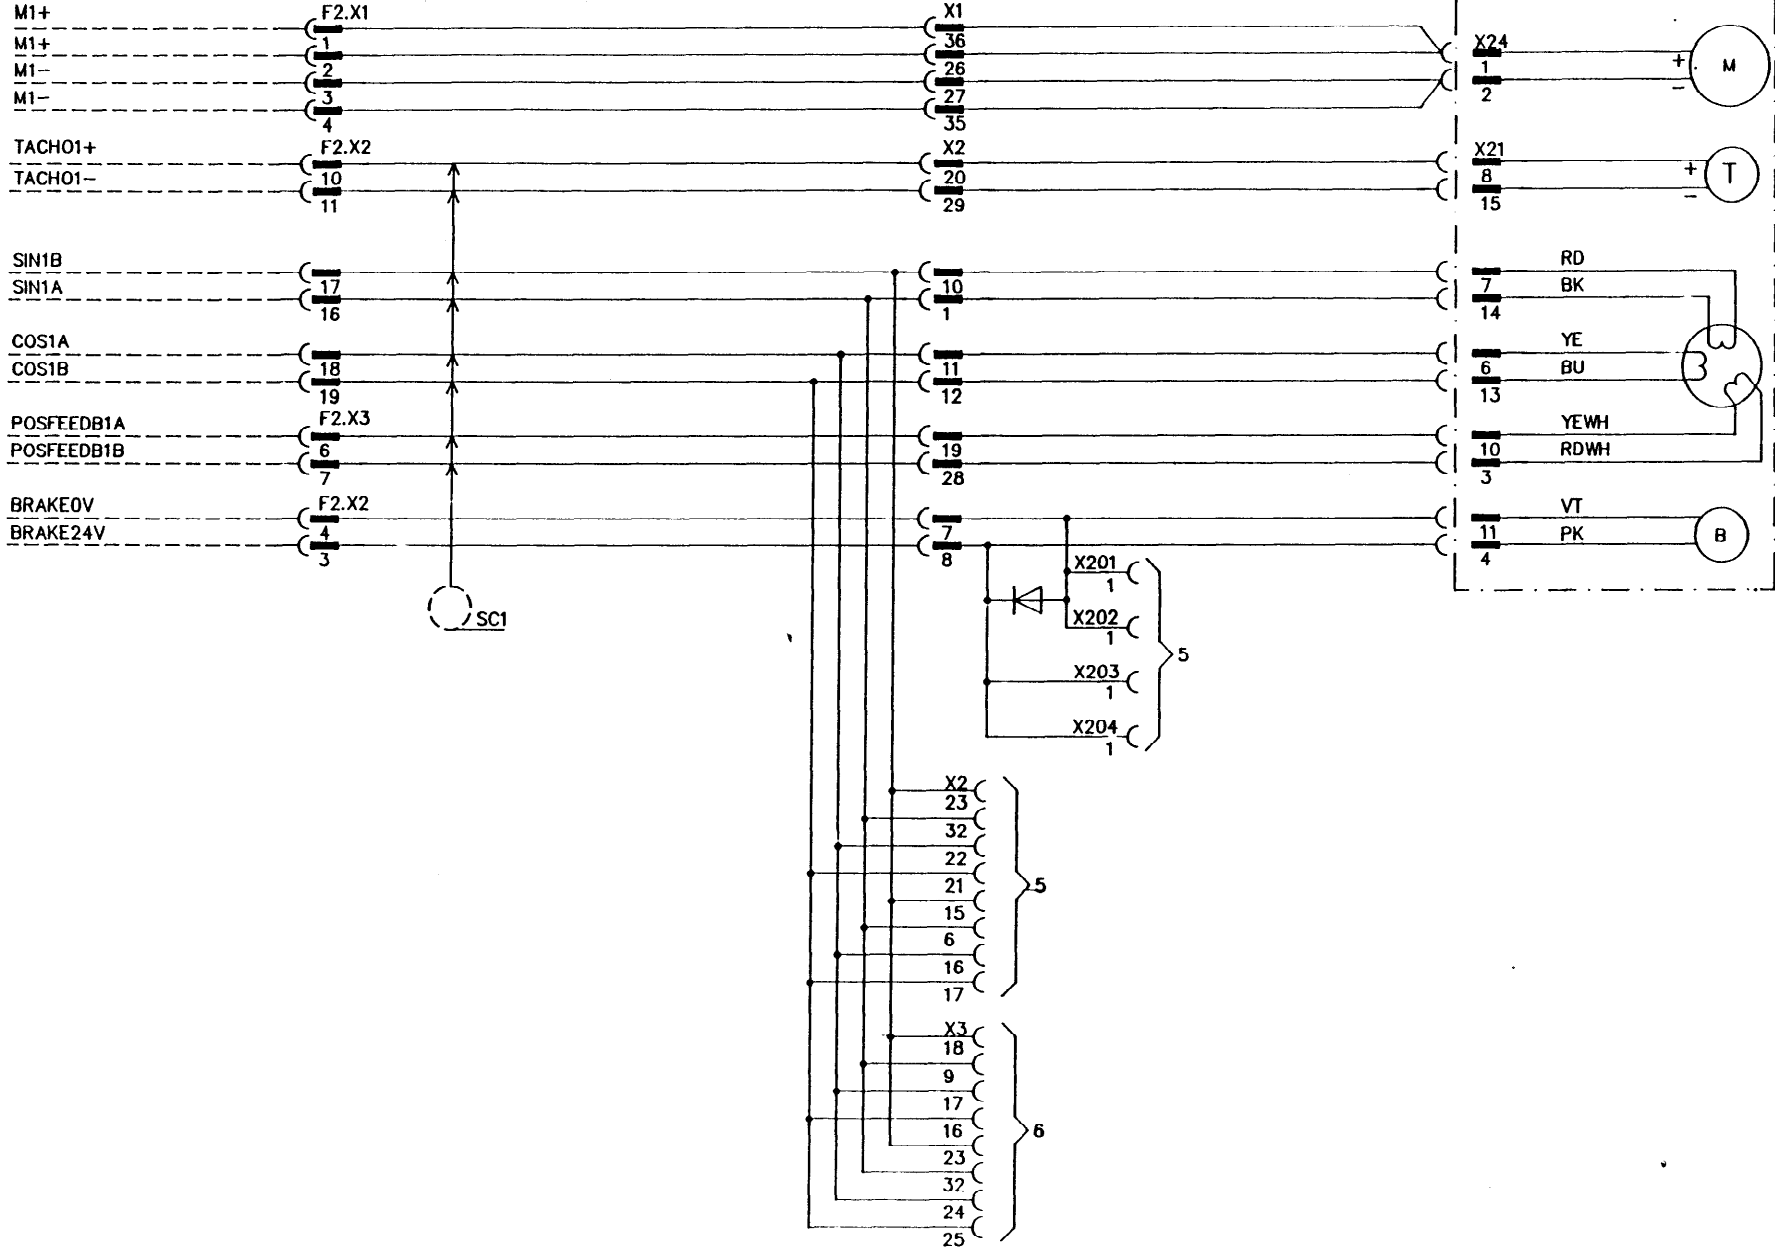 M1+ F2.X1 X1
1 36 X24
M1+ 1 +
2 26 M
M1- 2 -
3 27
M1-
4 35
TACHO1+ F2.X2 X2 X21
10 20 8 + T
TACHO1-
11 29 15 -
SIN1B RD
17 10 7
SIN1A BK
16 1 14
COS1A YE
18 11 6
COS1B BU
19 12 13
POSFEEDB1A F2.X3 YEWH
6 19 10
POSFEEDB1B RDWH
7 28 3
BRAKE0V F2.X2 VT
4 7 11
BRAKE24V PK B
3 8 4
X201
1
SC1
X202
1
5
X203
1
X204
1
X2
23
32
22
21
5
15
6
16
17
X3
18
9
17
16
6
23
32
24
25